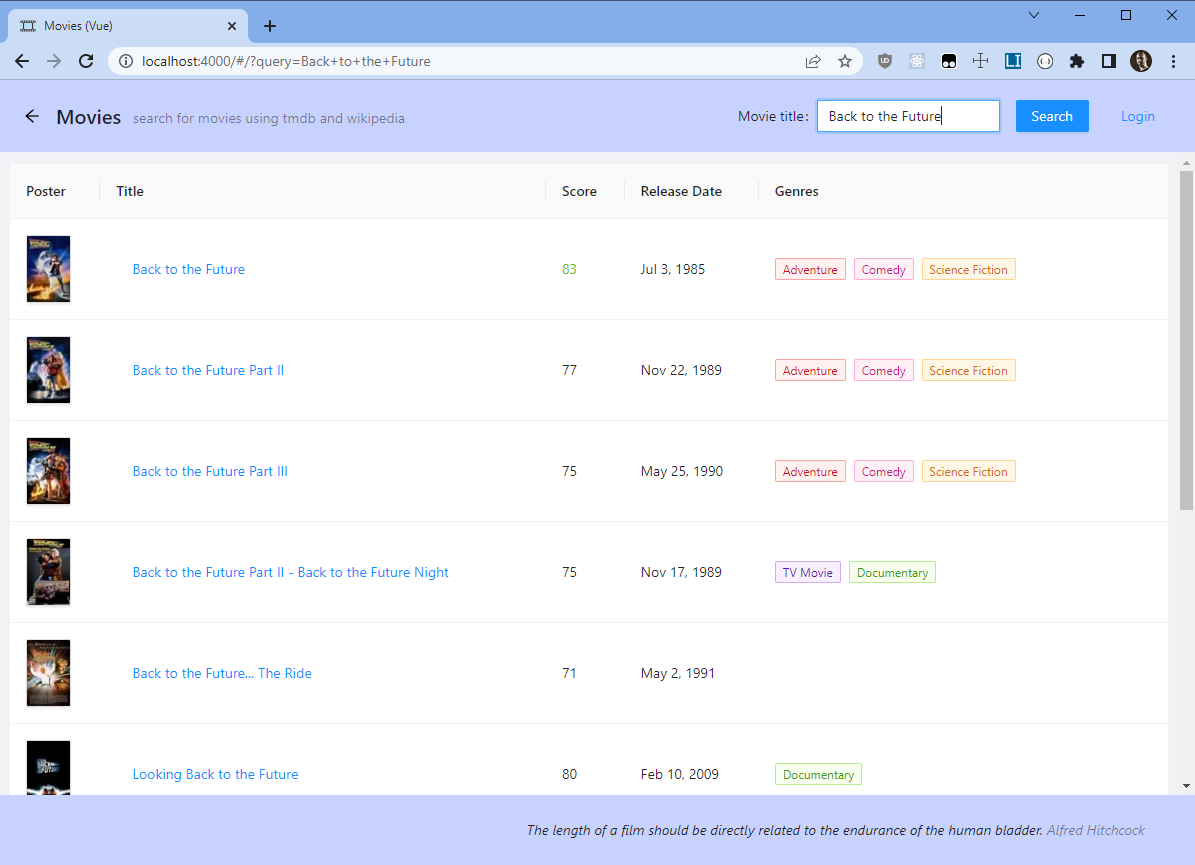 Movies (Vue)
localhost:4000/#/?query=Back+to+the+Future
Movies search for movies using tmdb and wikipedia Movie title: Back to the Future Search Login
Poster Title Score Release Date Genres
Back to the Future 83 Jul 3, 1985 Adventure Comedy Science Fiction
Back to the Future Part II 77 Nov 22, 1989 Adventure Comedy Science Fiction
Back to the Future Part III 75 May 25, 1990 Adventure Comedy Science Fiction
Back to the Future Part II - Back to the Future Night 75 Nov 17, 1989 TV Movie Documentary
Back to the Future... The Ride 71 May 2, 1991
Looking Back to the Future 80 Feb 10, 2009 Documentary
The length of a film should be directly related to the endurance of the human bladder. Alfred Hitchcock